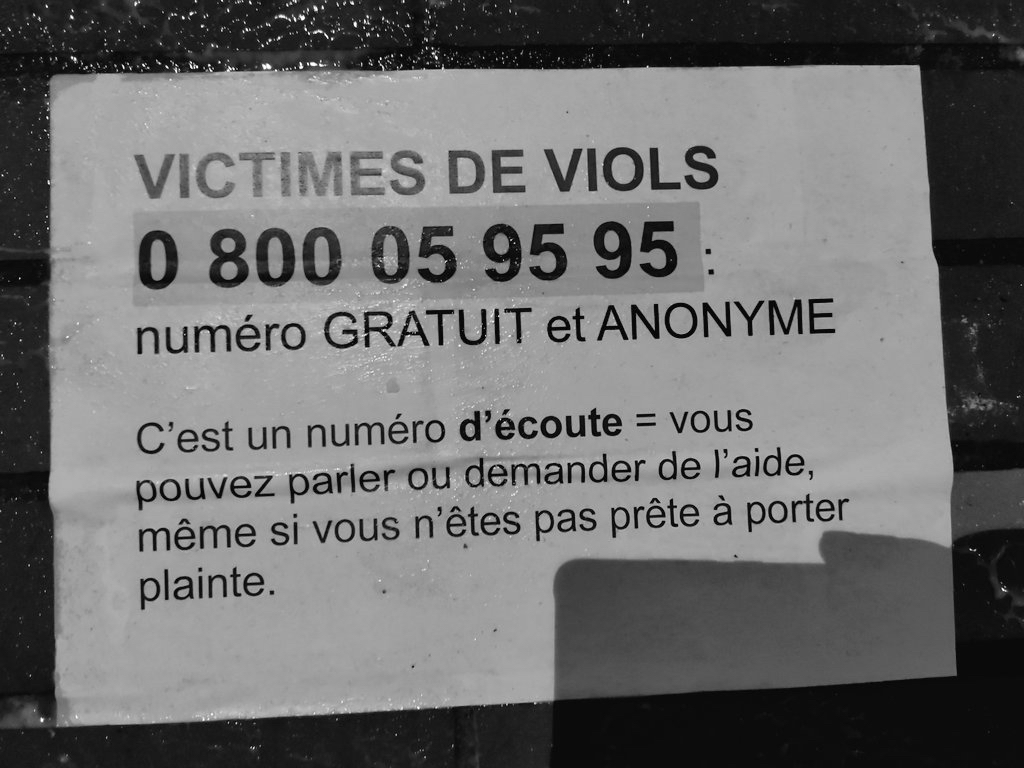 VICTIMES DE VIOLS
0 800 05 95 95 :
numéro GRATUIT et ANONYME
C'est un numéro d'écoute = vous
pouvez parler ou demander de l'aide,
même si vous n'êtes pas prête à porter
plainte.